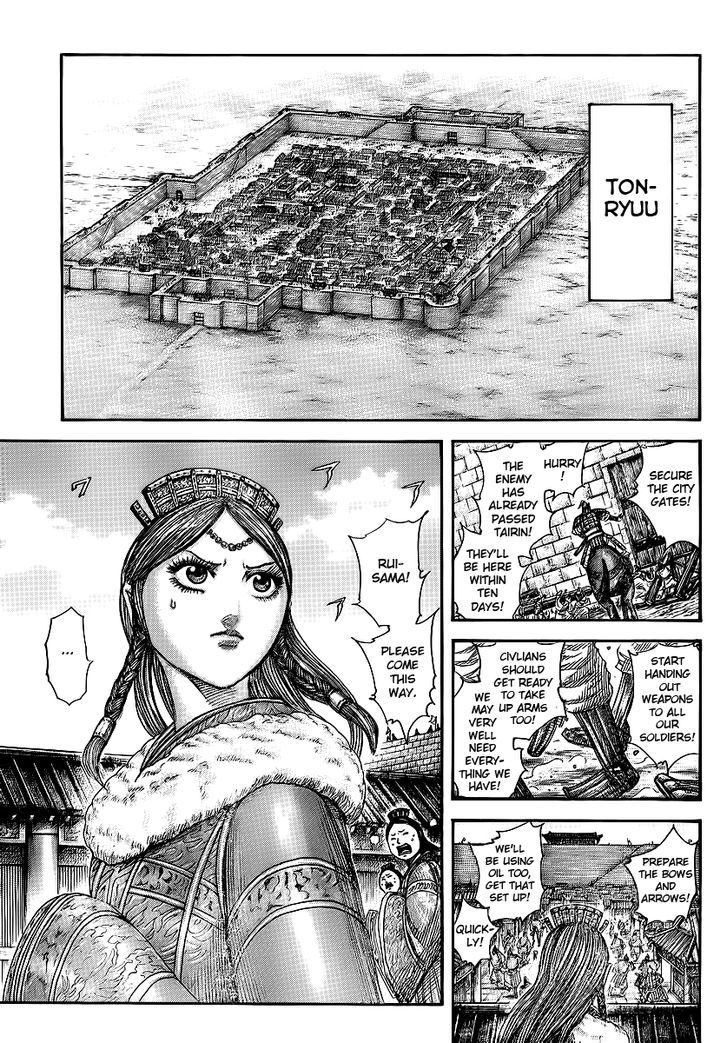 TON-
RYUU
SECURE
THE CITY
GATES!
HURRY
!
THE
ENEMY
HAS
ALREADY
PASSED
TAIRIN!
THEY'LL
BE HERE
WITHIN
TEN
DAYS!
START
HANDING
OUT
WEAPONS
TO ALL
OUR
SOLDIERS!
CIVLIANS
SHOULD
GET READY
TO TAKE
UP ARMS
TOO!
WE
MAY
VERY
WELL
NEED
EVERY-
THING WE
HAVE!
PREPARE
THE BOWS
AND
ARROWS!
WE'LL
BE USING
OIL TOO,
GET THAT
SET UP!
QUICK-
LY!
RUI-
SAMA!
PLEASE
COME
THIS
WAY.
...